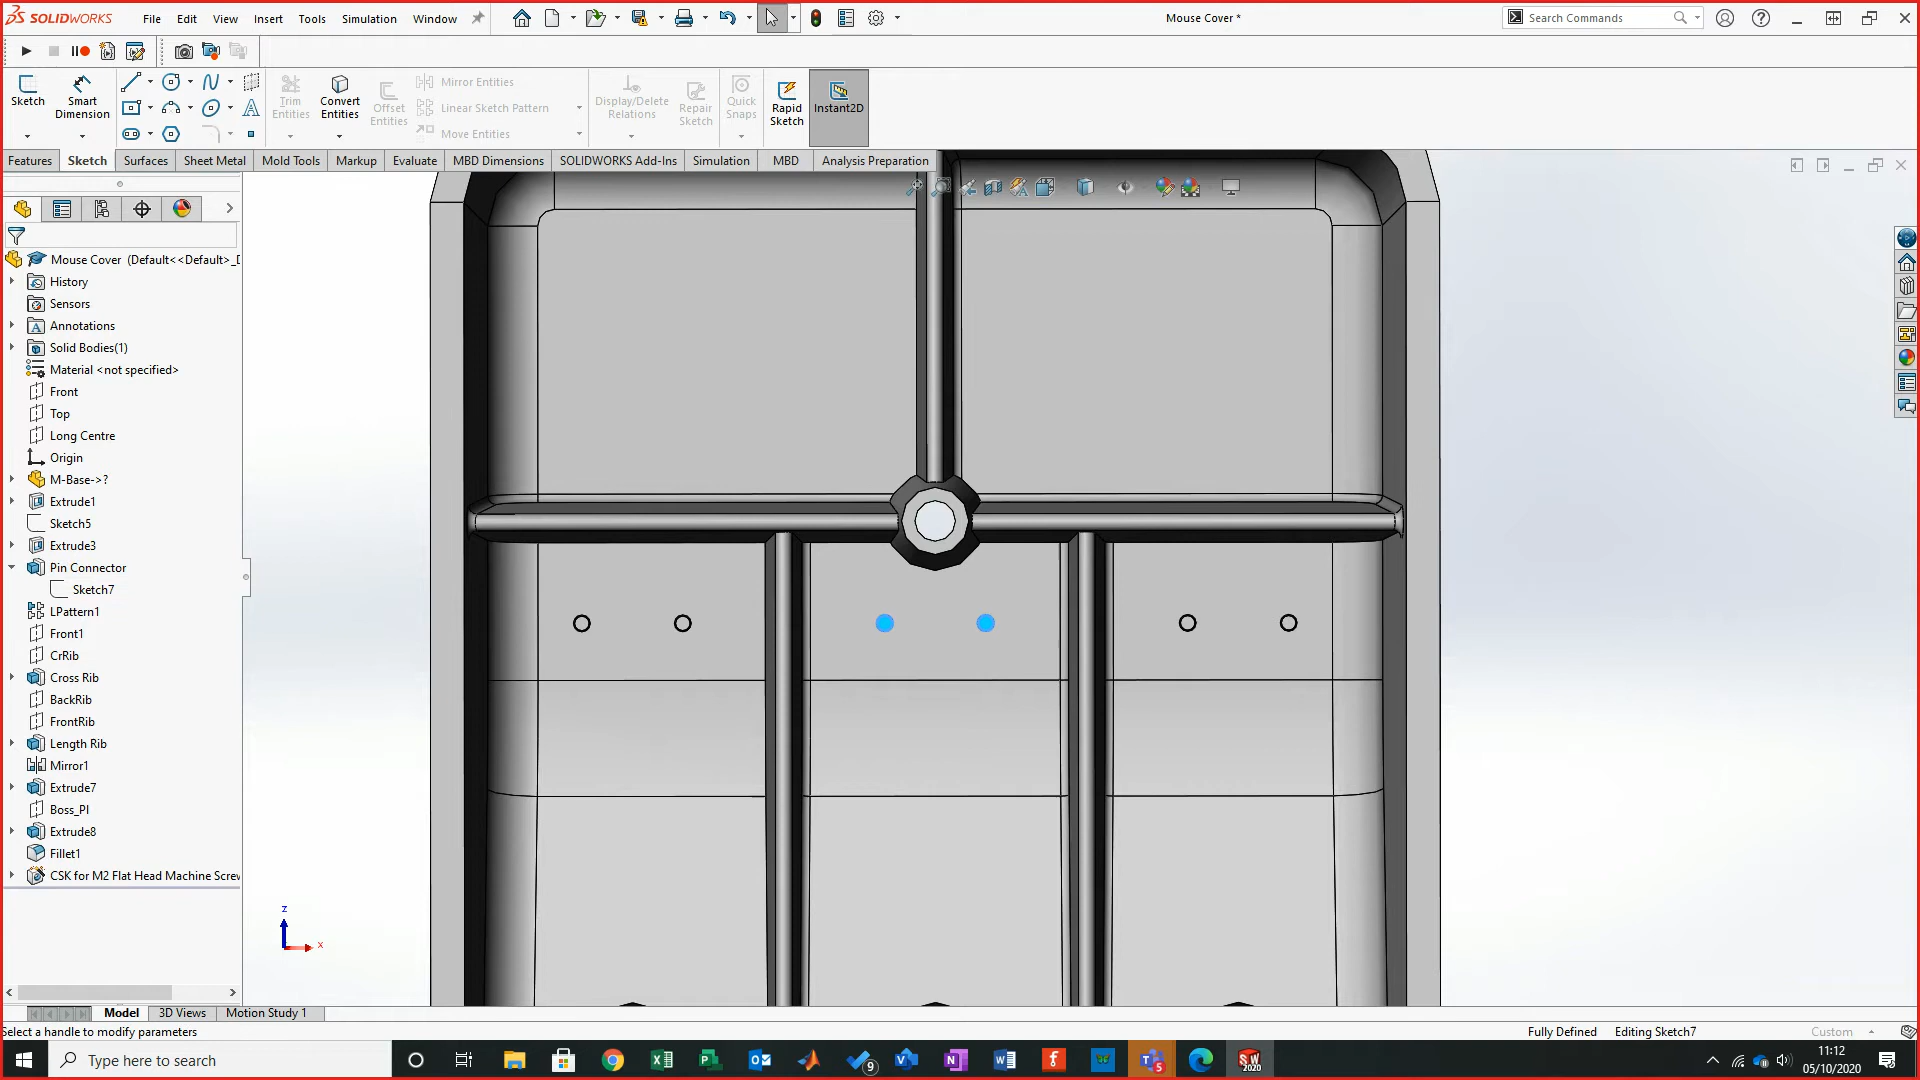 SOLIDWORKS File Edit View Insert Tools Simulation Window Mouse Cover * Search Commands
Sketch Smart Dimension Trim Entities Convert Entities Offset Entities Mirror Entities Linear Sketch Pattern Move Entities Display/Delete Relations Repair Sketch Quick Snaps Rapid Sketch Instant2D
Features Sketch Surfaces Sheet Metal Mold Tools Markup Evaluate MBD Dimensions SOLIDWORKS Add-Ins Simulation MBD Analysis Preparation
Mouse Cover (Default<<Default>_D
History
Sensors
Annotations
Solid Bodies(1)
Material <not specified>
Front
Top
Long Centre
Origin
M-Base->?
Extrude1
Sketch5
Extrude3
Pin Connector
Sketch7
LPattern1
Front1
CrRib
Cross Rib
BackRib
FrontRib
Length Rib
Mirror1
Extrude7
Boss_Pl
Extrude8
Fillet1
CSK for M2 Flat Head Machine Screw
z
x
Model 3D Views Motion Study 1
Select a handle to modify parameters Fully Defined Editing Sketch7 Custom
Type here to search 9 5 SW 2020 11:12
05/10/2020